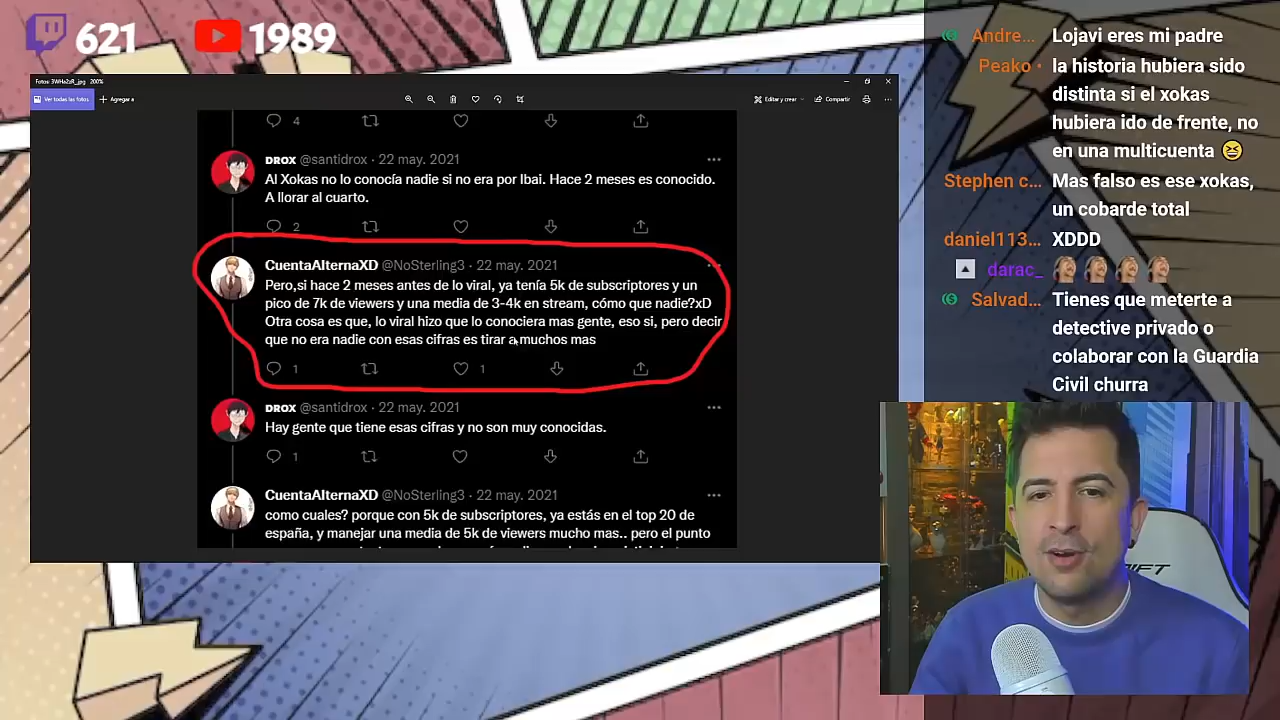 621
1989
Fotos: 3WHa2zR_.jpg 200%
Ver todas las fotos
Agregar a
Editar y crear
Compartir
4
DROX @santidrox · 22 may. 2021
Al Xokas no lo conocía nadie si no era por Ibai. Hace 2 meses es conocido.
A llorar al cuarto.
2
CuentaAlternaXD @NoSterling3 · 22 may. 2021
Pero,si hace 2 meses antes de lo viral, ya tenía 5k de subscriptores y un
pico de 7k de viewers y una media de 3-4k en stream, cómo que nadie?xD
Otra cosa es que, lo viral hizo que lo conociera mas gente, eso si, pero decir
que no era nadie con esas cifras es tirar a muchos mas
1
1
DROX @santidrox · 22 may. 2021
Hay gente que tiene esas cifras y no son muy conocidas.
1
CuentaAlternaXD @NoSterling3 · 22 may. 2021
como cuales? porque con 5k de subscriptores, ya estás en el top 20 de
españa, y manejar una media de 5k de viewers mucho mas.. pero el punto
Andre... Lojavi eres mi padre
Peako · la historia hubiera sido
distinta si el xokas
hubiera ido de frente, no
en una multicuenta
Stephen c... Mas falso es ese xokas,
un cobarde total
daniel113... XDDD
darac_
Salvad... Tienes que meterte a
detective privado o
colaborar con la Guardia
Civil churra